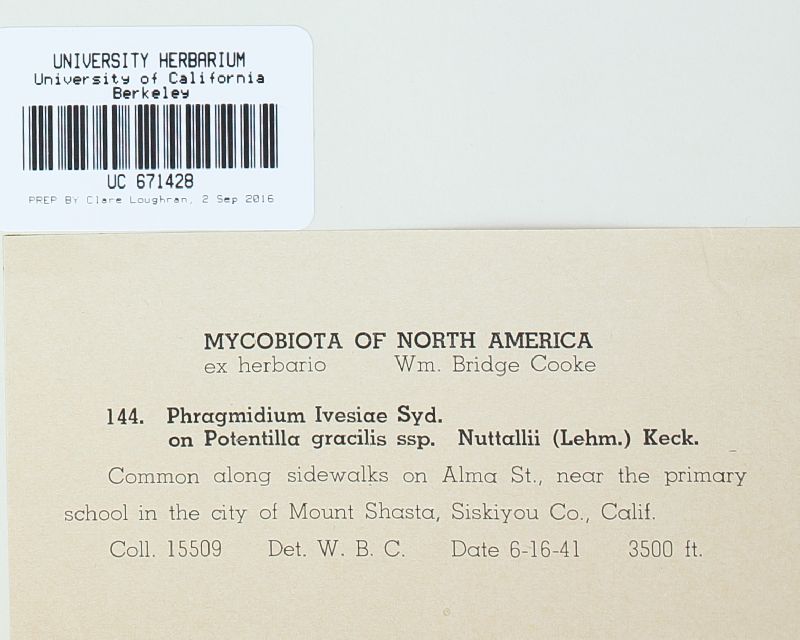 UNIVERSITY HERBARIUM
University of California
Berkeley
UC 671428
PREP BY Clare Loughran, 2 Sep 2016
MYCOBIOTA OF NORTH AMERICA
ex herbario Wm. Bridge Cooke
144. Phragmidium Ivesiae Syd.
on Potentilla gracilis ssp. Nuttallii (Lehm.) Keck.
Common along sidewalks on Alma St., near the primary
school in the city of Mount Shasta, Siskiyou Co., Calif.
Coll. 15509 Det. W. B. C. Date 6-16-41 3500 ft.